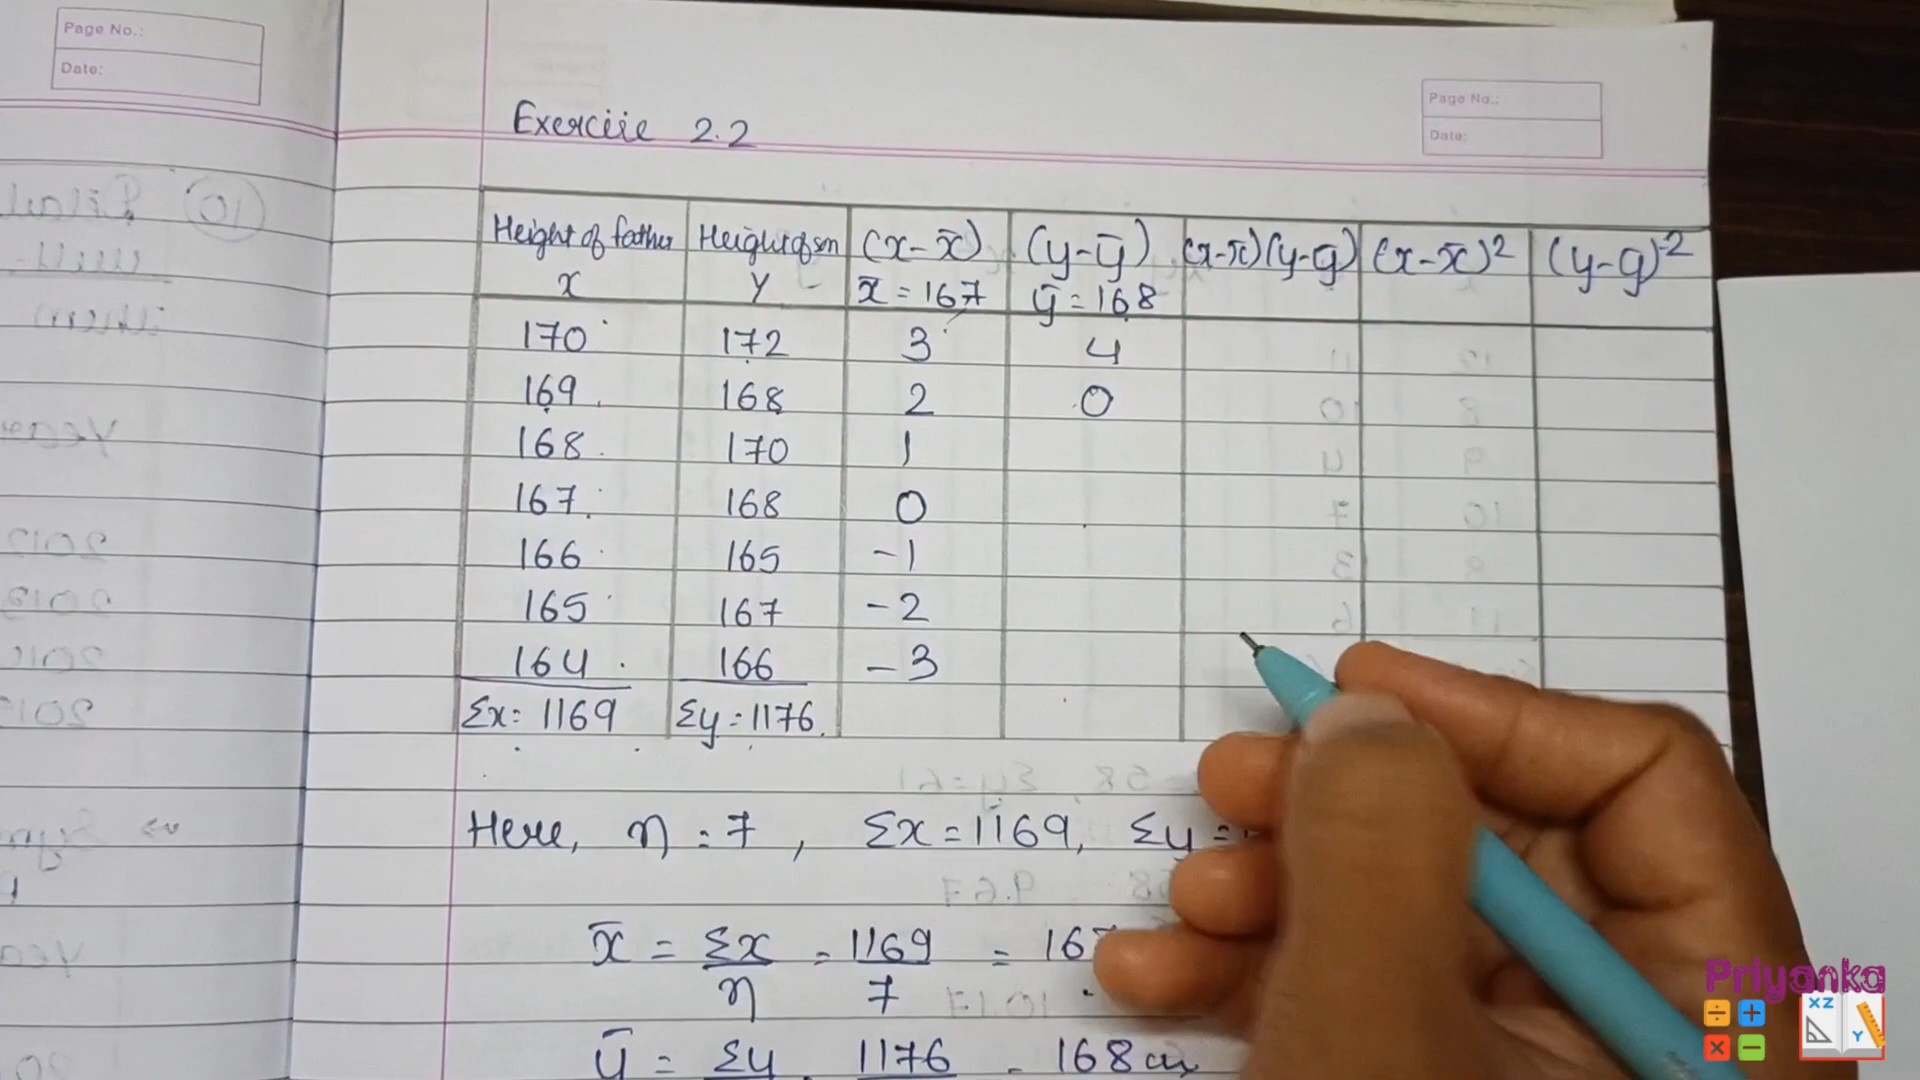 Page No.:
Date:
Page No.:
Date:
Exercise 2.2
Height of father Height of son (x-x̄) (y-ȳ) (x-x̄)(y-ȳ) (x-x̄)² (y-ȳ)²
x y x̄ = 167 ȳ = 168
170 172 3 4
169 168 2 0
168 170 1
167 168 0
166 165 -1
165 167 -2
164 166 -3
Σx = 1169 Σy = 1176
Here, n = 7, Σx = 1169, Σy =
x̄ = Σx/n = 1169/7 = 167
ȳ = Σy 1176 = 168 cm
Priyanka
XZ
Y